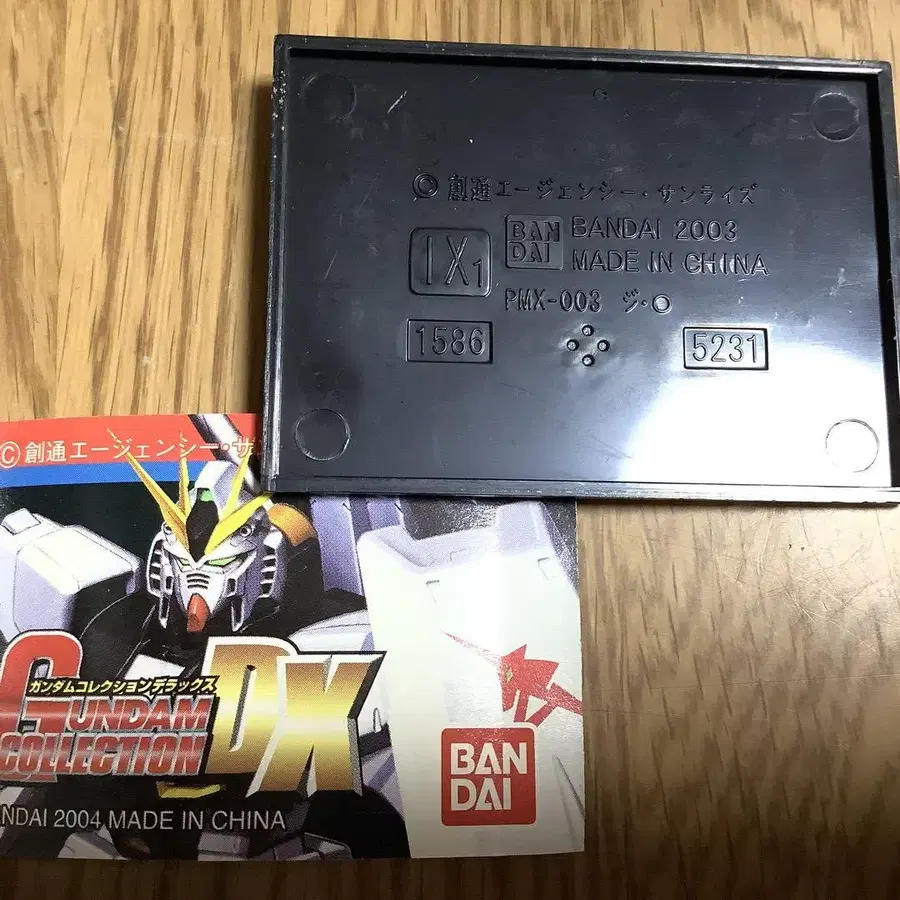 © 創通エージェンシー・サンライズ
BAN DAI
BANDAI 2003
MADE IN CHINA
IX1
PMX-003 ジ・O
1586
5231
© 創通エージェンシー・サ
ガンダムコレクションデラックス
GUNDAM
COLLECTION
DX
BAN
DAI
NDAI 2004 MADE IN CHINA